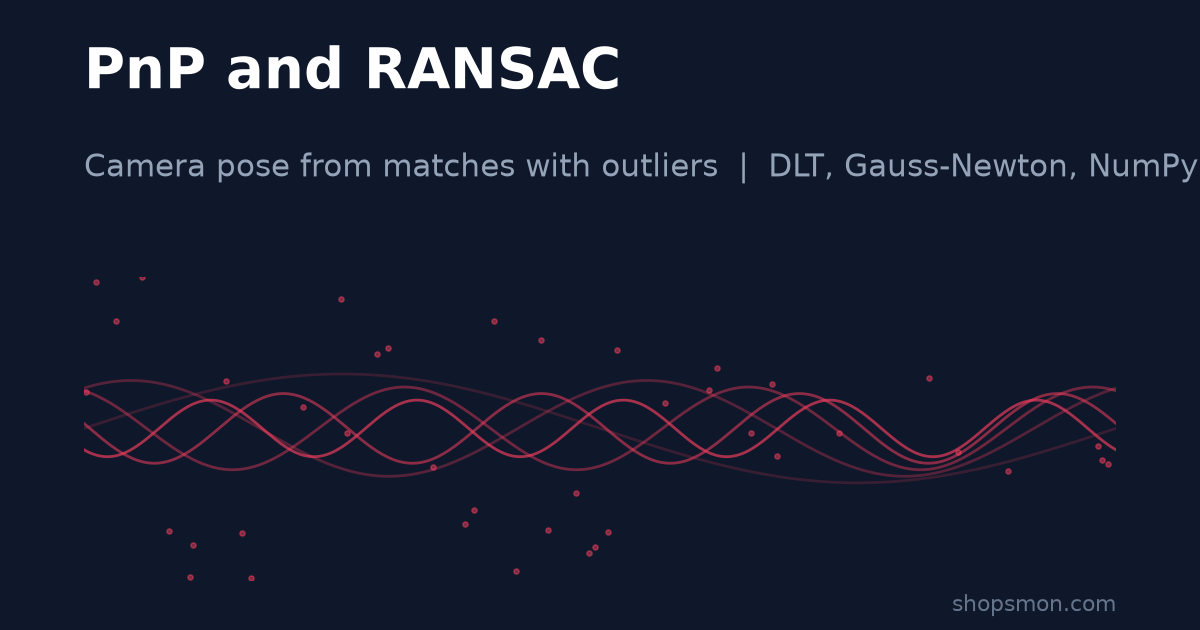 PnP and RANSAC
Camera pose from matches with outliers | DLT, Gauss-Newton, NumPy
shopsmon.com